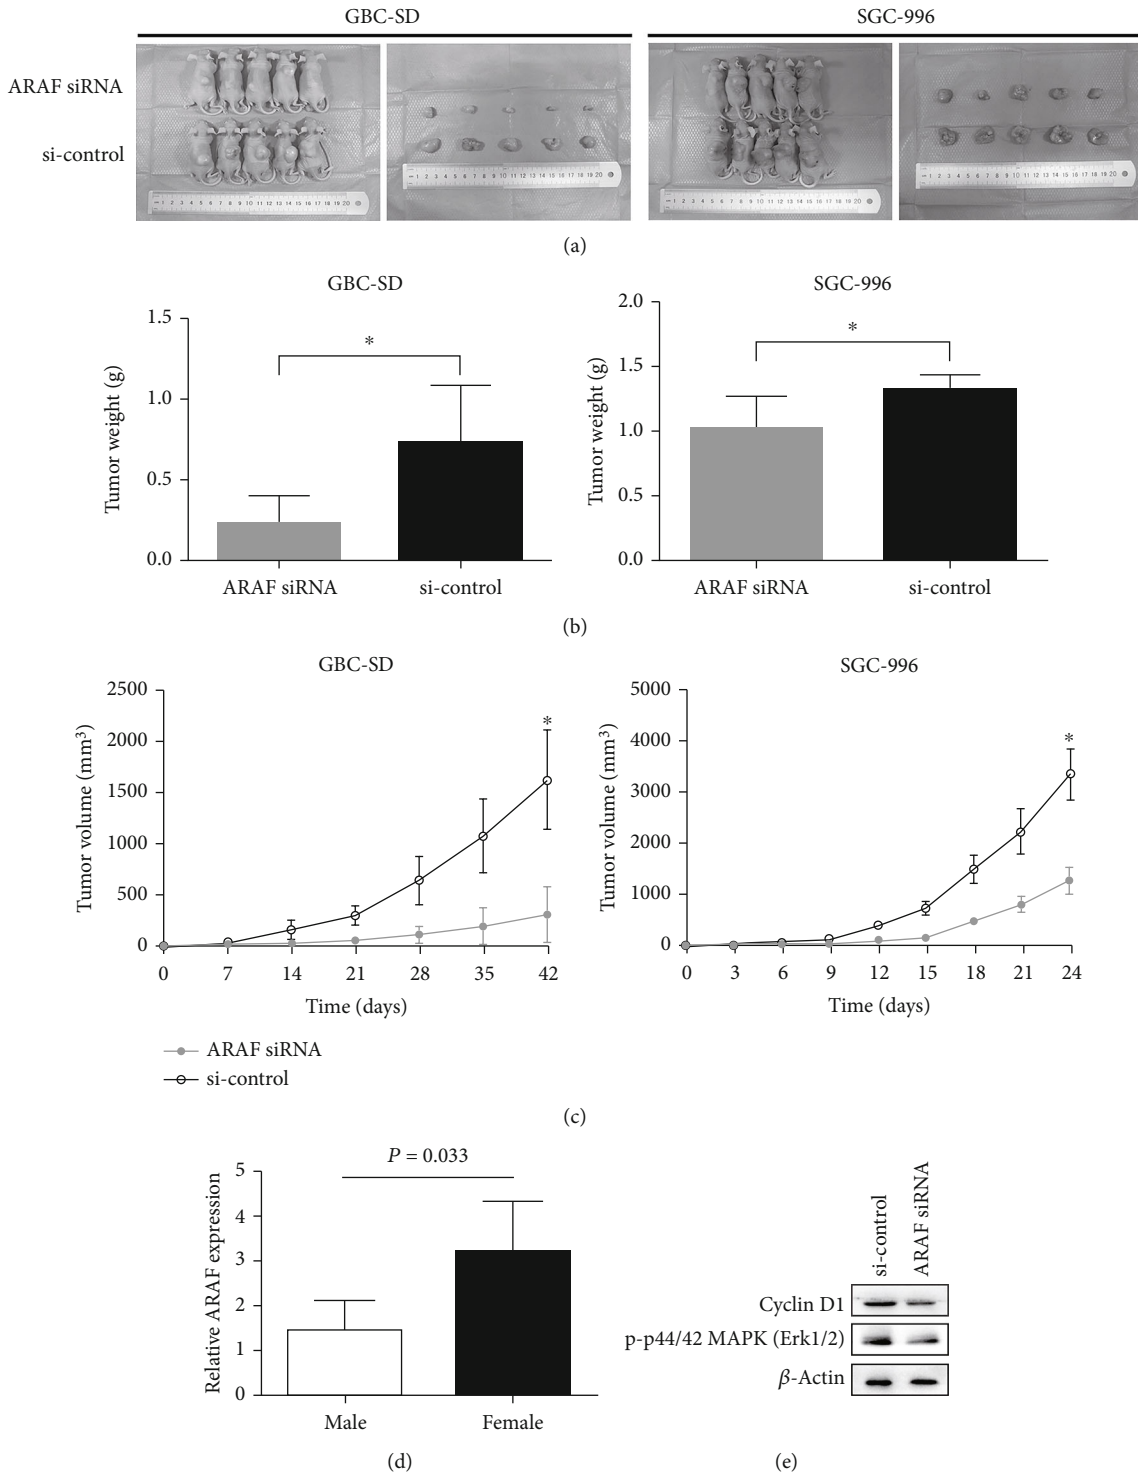 GBC-SD
SGC-996
ARAF siRNA
si-control
(a)
GBC-SD
SGC-996
Tumor weight (g)
1.5
1.0
0.5
0.0
*
ARAF siRNA
si-control
Tumor weight (g)
2.0
1.5
1.0
0.5
0.0
*
ARAF siRNA
si-control
(b)
GBC-SD
SGC-996
Tumor volume (mm³)
2500
2000
1500
1000
500
0
*
0 7 14 21 28 35 42
Time (days)
Tumor volume (mm³)
5000
4000
3000
2000
1000
0
*
0 3 6 9 12 15 18 21 24
Time (days)
ARAF siRNA
si-control
(c)
P = 0.033
Relative ARAF expression
5
4
3
2
1
0
Male
Female
(d)
si-control
ARAF siRNA
Cyclin D1
p-p44/42 MAPK (Erk1/2)
β-Actin
(e)